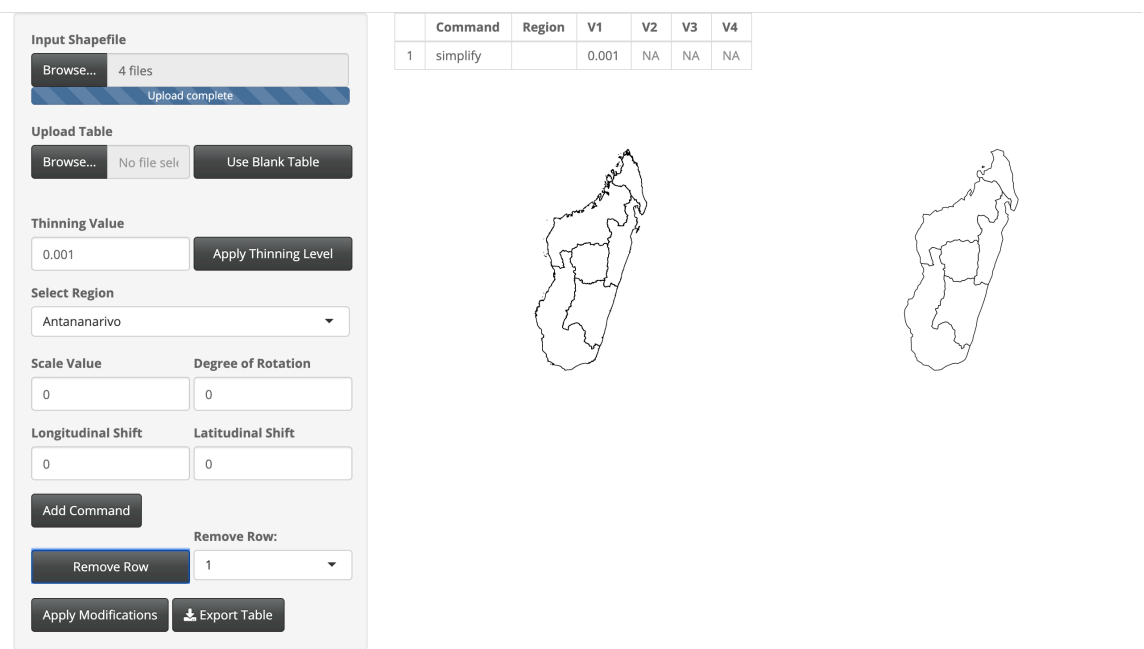 Input Shapefile
Browse... 4 files
Upload complete
Upload Table
Browse... No file sele Use Blank Table
Thinning Value
0.001 Apply Thinning Level
Select Region
Antananarivo
Scale Value Degree of Rotation
0 0
Longitudinal Shift Latitudinal Shift
0 0
Add Command
Remove Row:
Remove Row 1
Apply Modifications Export Table
Command Region V1 V2 V3 V4
1 simplify 0.001 NA NA NA